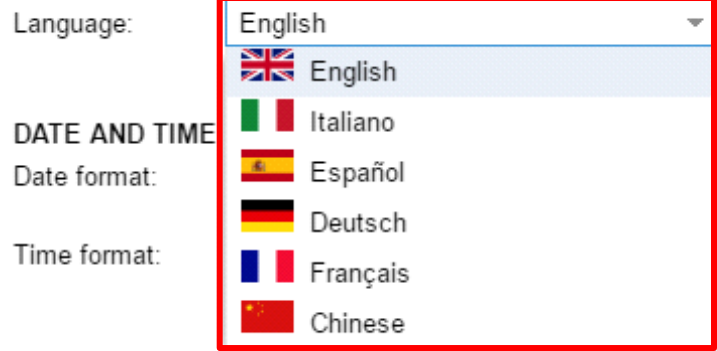 Language: English
English
Italiano
DATE AND TIME
Español
Date format:
Deutsch
Time format:
Français
Chinese